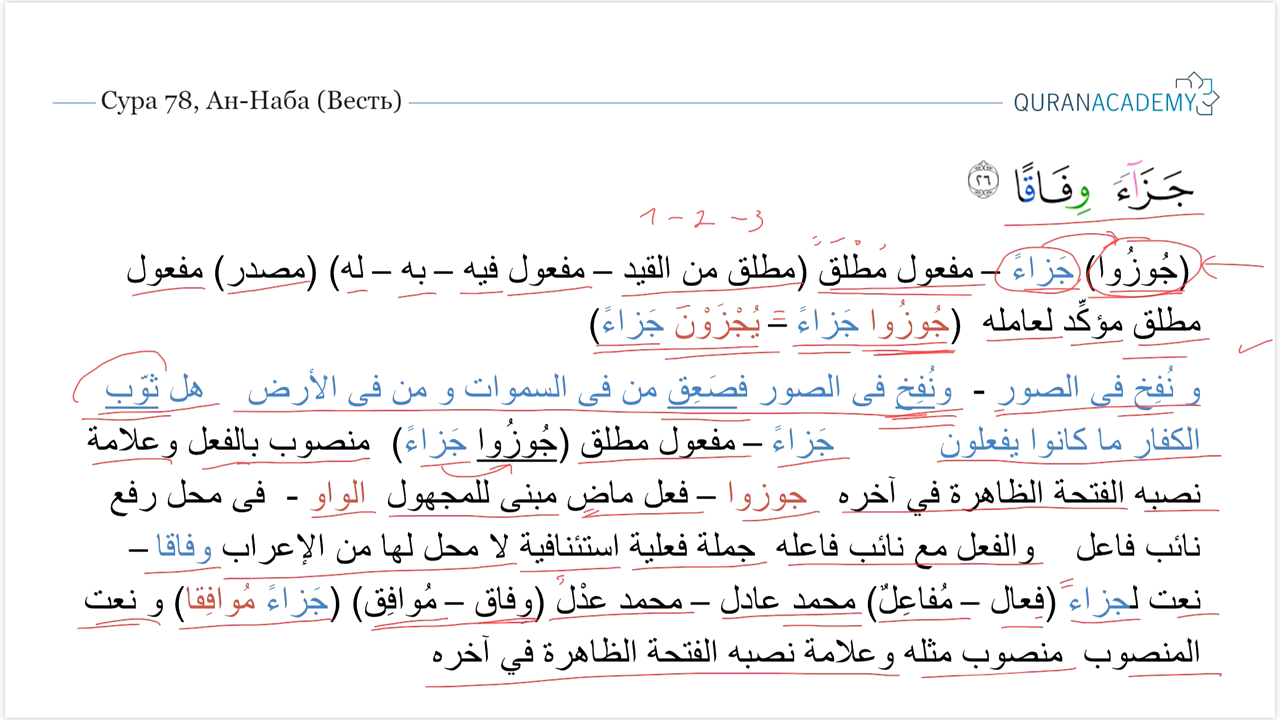 Сура 78, Ан-Наба (Весть)
QURANACADEMY
جَزَآءً وِفَاقًا ٢٦
1 - 2 - 3
(جُوزُوا) جَزاءً – مفعول مُطْلَقٌ (مطلق من القيد – مفعول فيه – به – له) (مصدر) مفعول
مطلق مؤكِّد لعامله (جُوزُوا جَزاءً = يُجْزَوْنَ جَزاءً)
و نُفِخ في الصور - ونُفِخ فى الصور فصَعِق من فى السموات و من فى الأرض هل ثوّب
الكفار ما كانوا يفعلون جَزاءً – مفعول مطلق (جُوزُوا جَزاءً) منصوب بالفعل وعلامة
نصبه الفتحة الظاهرة في آخره جوزوا – فعل ماضٍ مبنى للمجهول الواو - فى محل رفع
نائب فاعل والفعل مع نائب فاعله جملة فعلية استئنافية لا محل لها من الإعراب وفاقا –
نعت لجزاء (فِعال – مُفاعِلٌ) محمد عادل – محمد عدْلٌ (وفاق – مُوافِق) (جَزاءً مُوافِقا) و نعت
المنصوب منصوب مثله وعلامة نصبه الفتحة الظاهرة في آخره